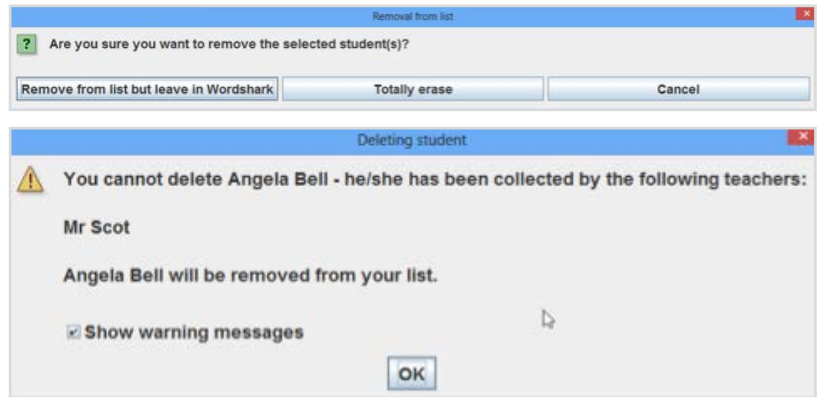 Removal from list
? Are you sure you want to remove the selected student(s)?
Remove from list but leave in Wordshark Totally erase Cancel
Deleting student
You cannot delete Angela Bell - he/she has been collected by the following teachers:
Mr Scot
Angela Bell will be removed from your list.
Show warning messages
OK